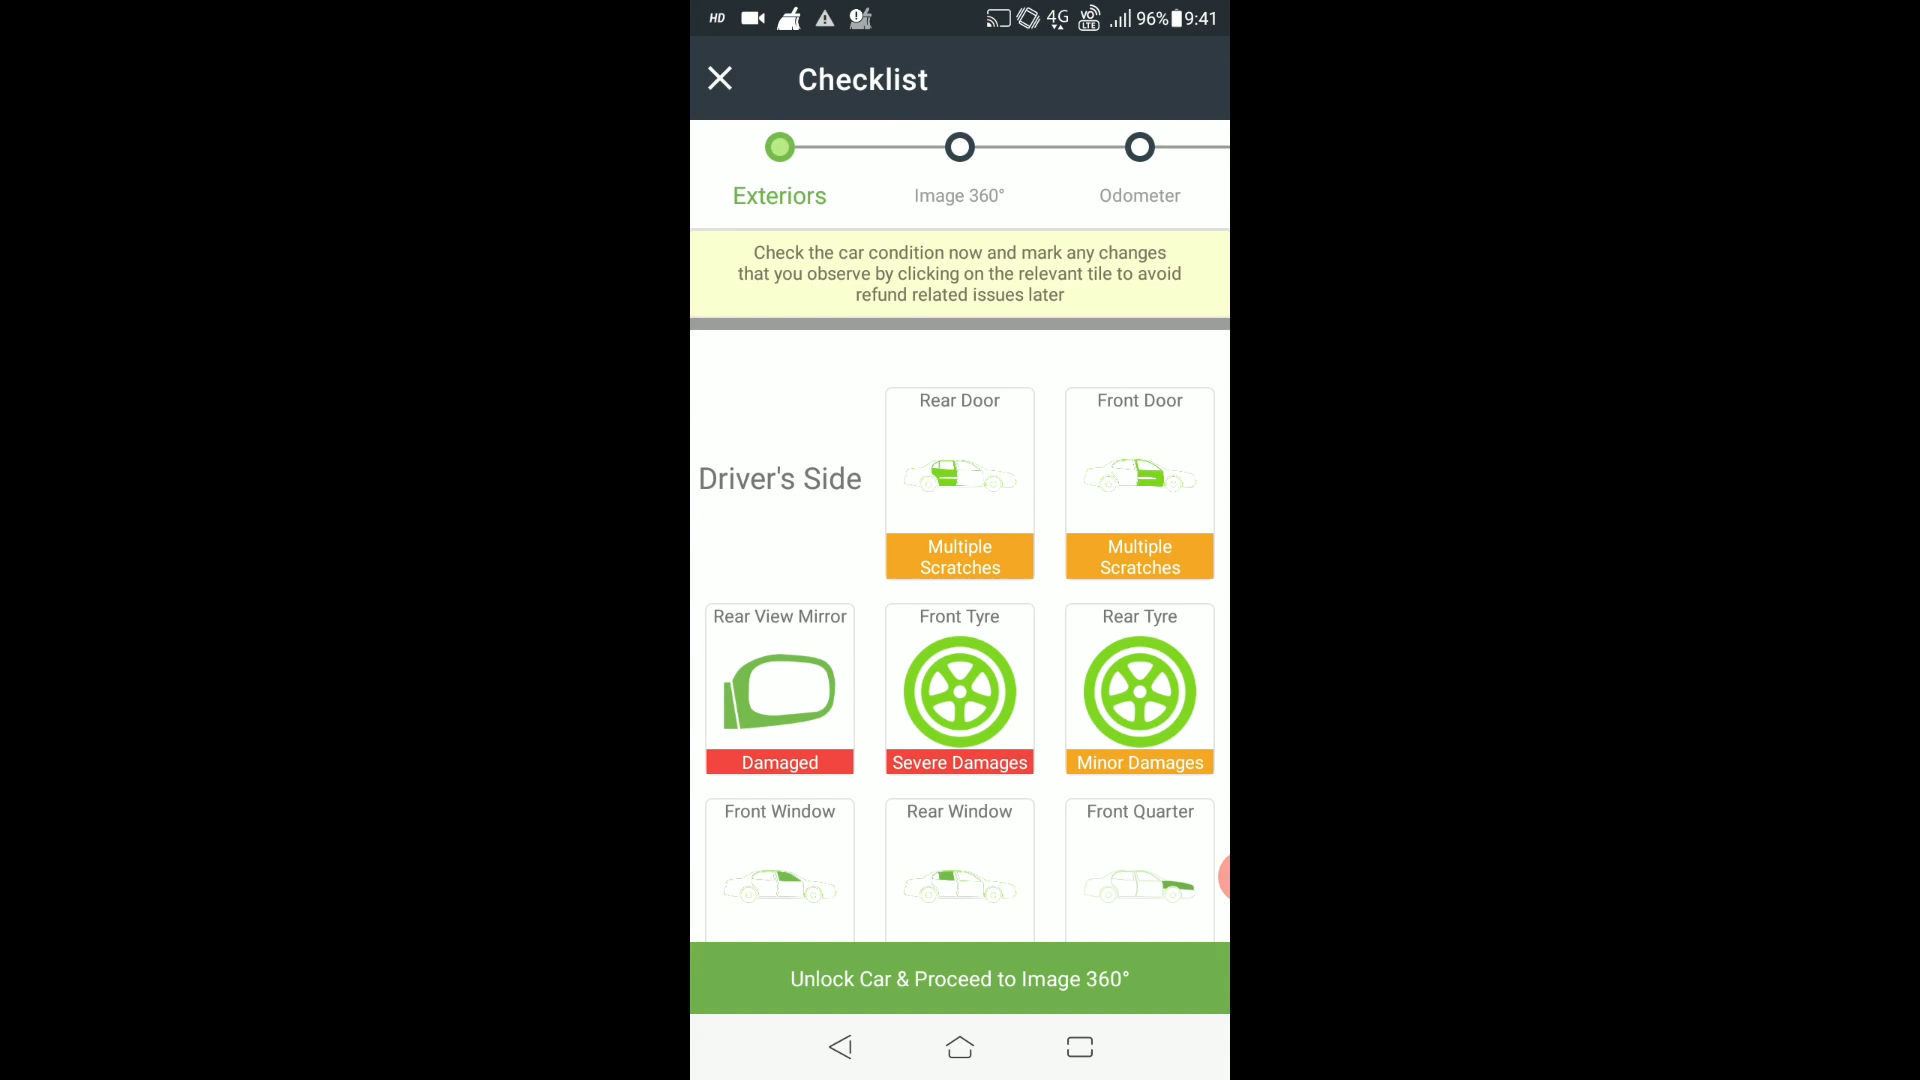 HD 4G VO LTE 96% 9:41
Checklist
Exteriors Image 360° Odometer
Check the car condition now and mark any changes
that you observe by clicking on the relevant tile to avoid
refund related issues later
Driver's Side
Rear Door
Multiple
Scratches
Front Door
Multiple
Scratches
Rear View Mirror
Damaged
Front Tyre
Severe Damages
Rear Tyre
Minor Damages
Front Window
Rear Window
Front Quarter
Unlock Car & Proceed to Image 360°